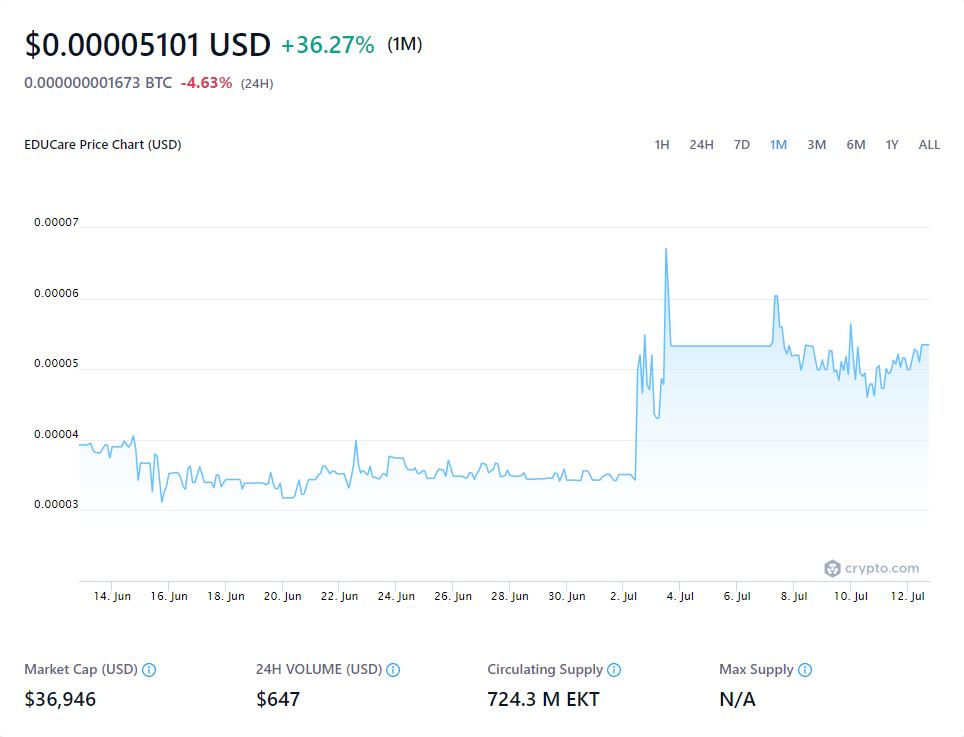 $0.00005101 USD +36.27% (1M)
0.000000001673 BTC -4.63% (24H)
EDUCare Price Chart (USD) 1H 24H 7D 1M 3M 6M 1Y ALL
0.00007
0.00006
0.00005
0.00004
0.00003
crypto.com
14. Jun 16. Jun 18. Jun 20. Jun 22. Jun 24. Jun 26. Jun 28. Jun 30. Jun 2. Jul 4. Jul 6. Jul 8. Jul 10. Jul 12. Jul
Market Cap (USD) 24H VOLUME (USD) Circulating Supply Max Supply
$36,946 $647 724.3 M EKT N/A